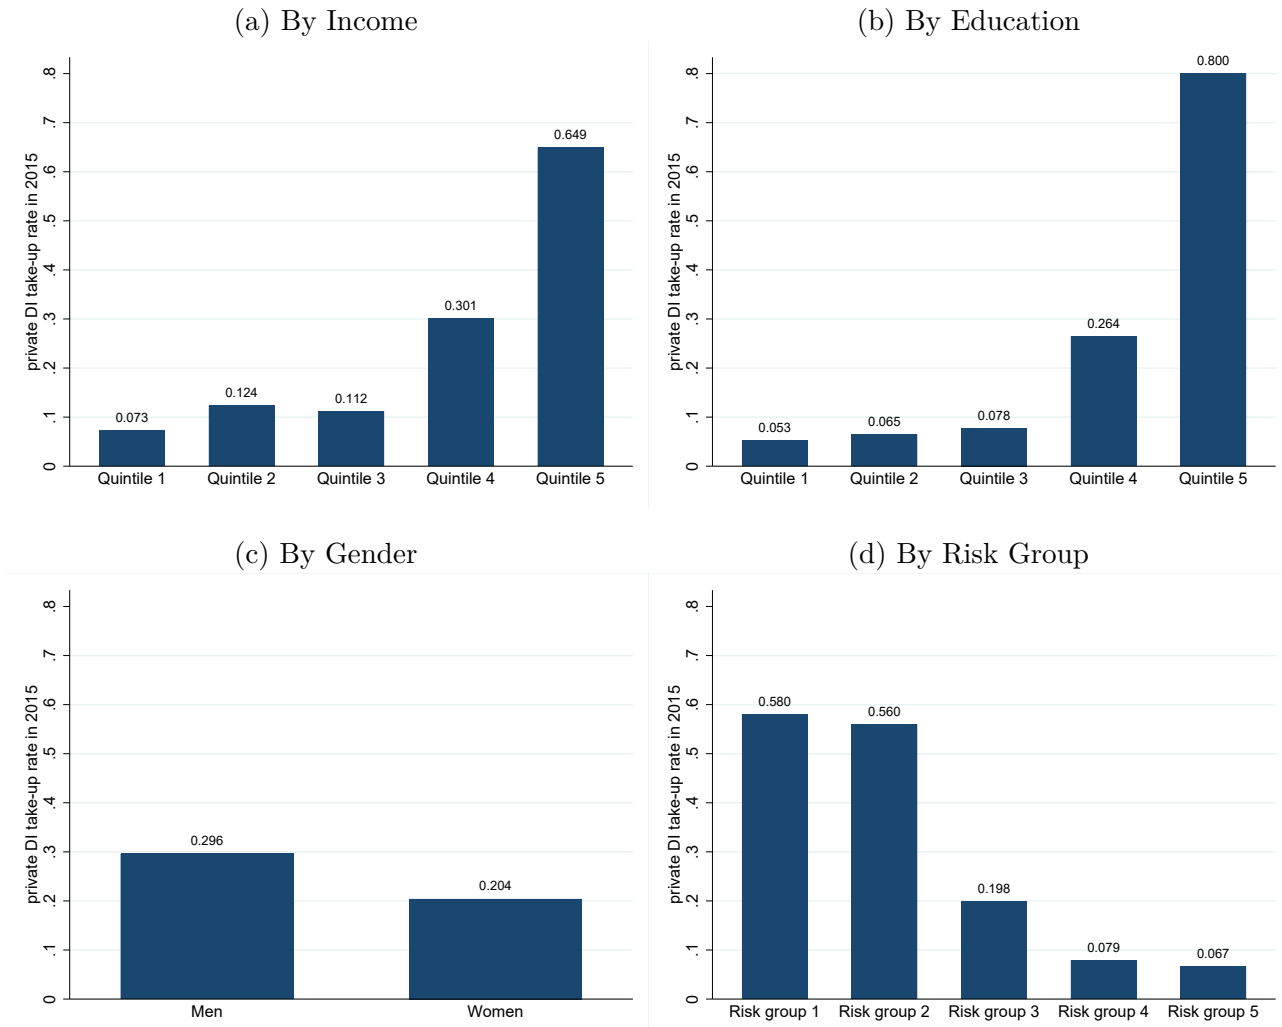 (a) By Income
private DI take-up rate in 2015
.8
.7
.6
.5
.4
.3
.2
.1
0
0.073
0.124
0.112
0.301
0.649
Quintile 1
Quintile 2
Quintile 3
Quintile 4
Quintile 5
(b) By Education
private DI take-up rate in 2015
.8
.7
.6
.5
.4
.3
.2
.1
0
0.053
0.065
0.078
0.264
0.800
Quintile 1
Quintile 2
Quintile 3
Quintile 4
Quintile 5
(c) By Gender
private DI take-up rate in 2015
.8
.7
.6
.5
.4
.3
.2
.1
0
0.296
0.204
Men
Women
(d) By Risk Group
private DI take-up rate in 2015
.8
.7
.6
.5
.4
.3
.2
.1
0
0.580
0.560
0.198
0.079
0.067
Risk group 1
Risk group 2
Risk group 3
Risk group 4
Risk group 5